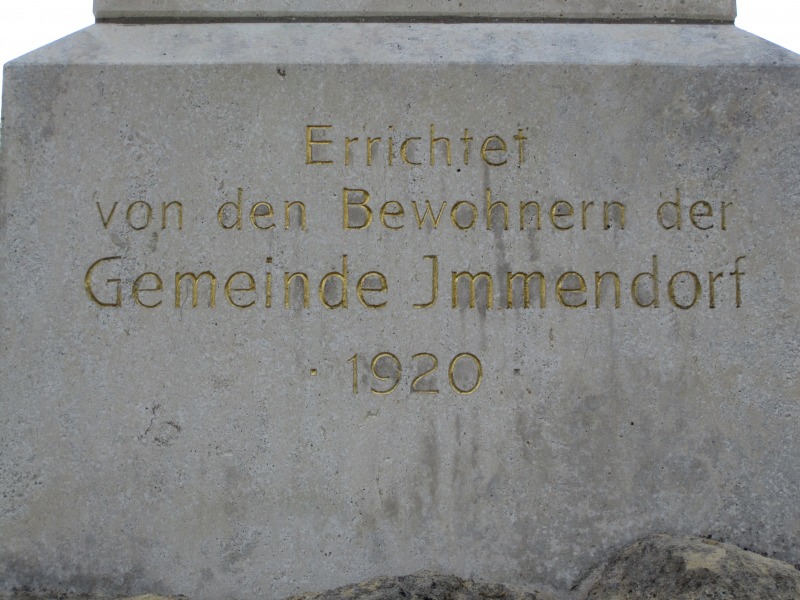 Errichtet
von den Bewohnern der
Gemeinde Jmmendorf
· 1920 ·